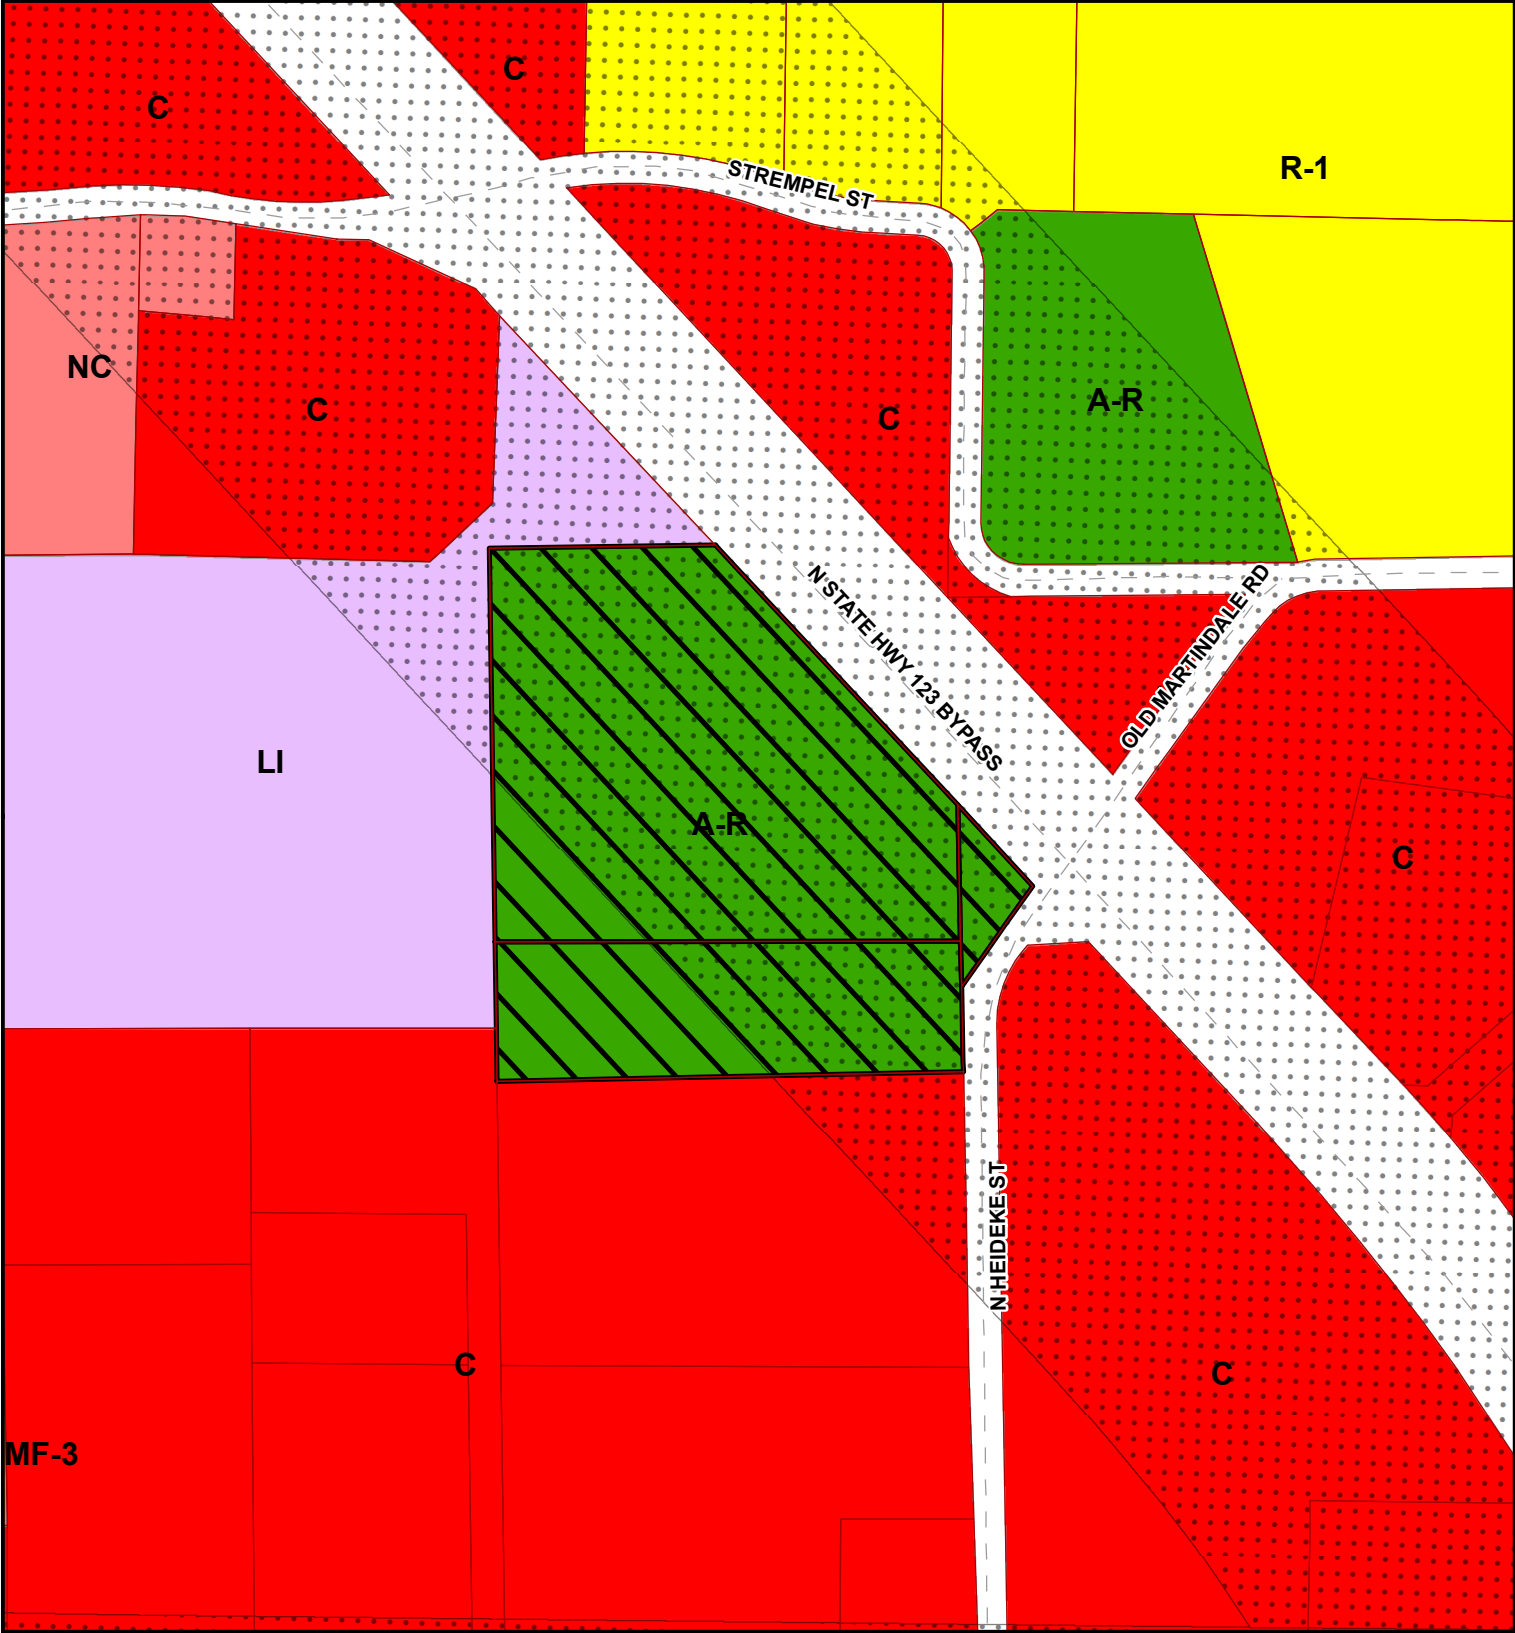 C
C
R-1
STREMPEL ST
NC
C
C
A-R
N STATE HWY 123 BYPASS
OLD MARTINDALE RD
LI
A-R
C
N HEIDEKE ST
C
C
MF-3